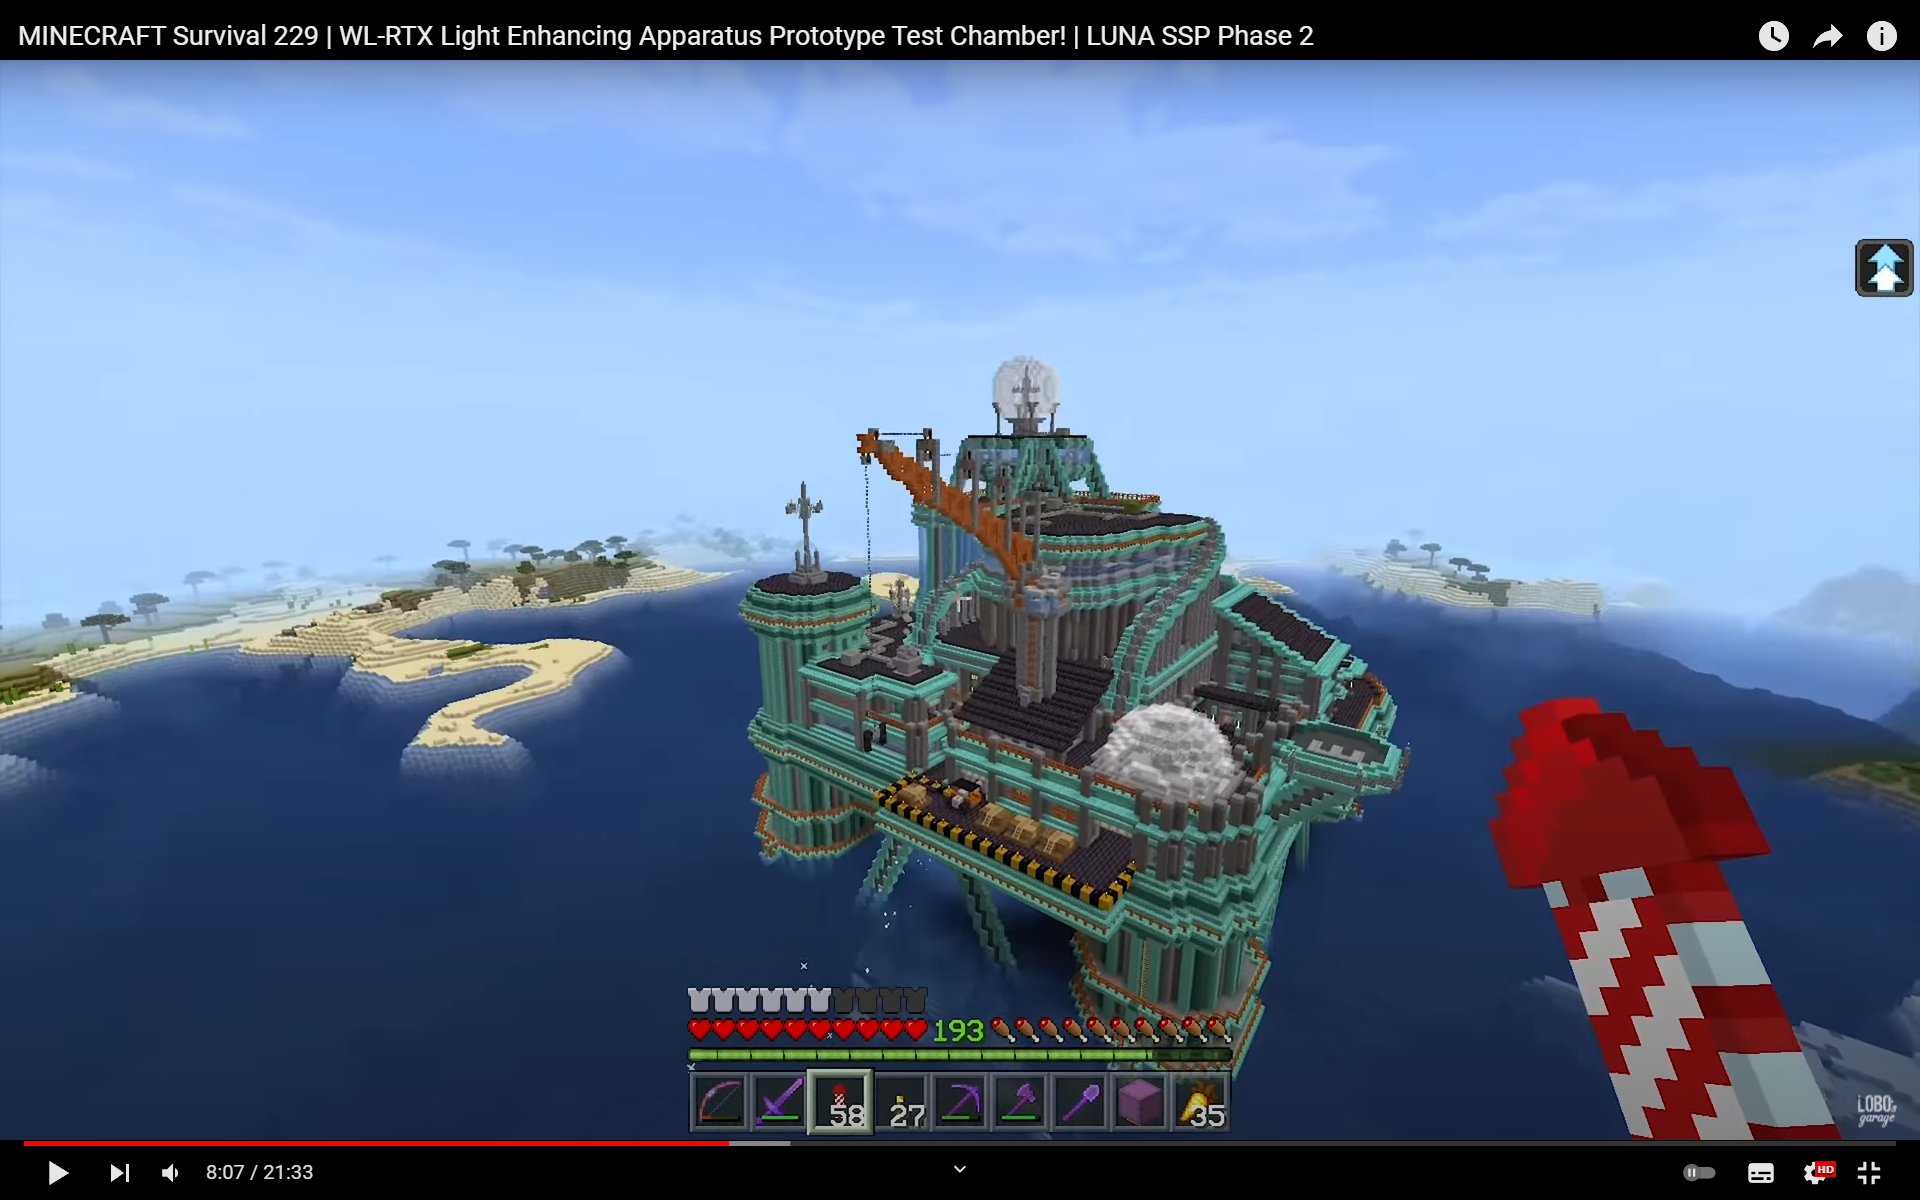 MINECRAFT Survival 229 | WL-RTX Light Enhancing Apparatus Prototype Test Chamber! | LUNA SSP Phase 2
193
58
27
35
LOBO's
garage
8:07 / 21:33
HD